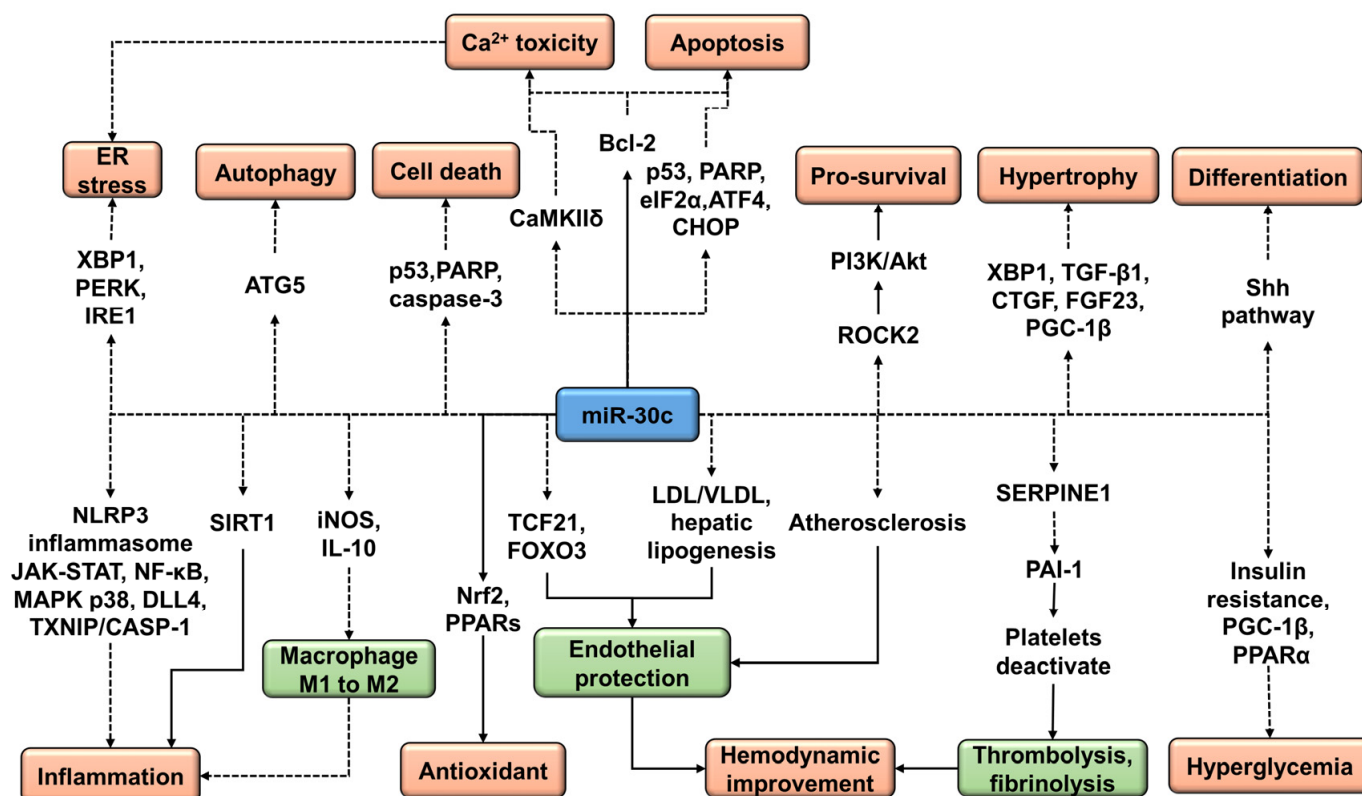 Ca²⁺ toxicity
Apoptosis
ER
stress
Autophagy
Cell death
Bcl-2
p53, PARP,
eIF2α,ATF4,
CHOP
CaMKIIδ
Pro-survival
Hypertrophy
Differentiation
XBP1,
PERK,
IRE1
ATG5
p53,PARP,
caspase-3
PI3K/Akt
ROCK2
XBP1, TGF-β1,
CTGF, FGF23,
PGC-1β
Shh
pathway
miR-30c
NLRP3
inflammasome
JAK-STAT, NF-κB,
MAPK p38, DLL4,
TXNIP/CASP-1
SIRT1
iNOS,
IL-10
Nrf2,
PPARs
TCF21,
FOXO3
LDL/VLDL,
hepatic
lipogenesis
Atherosclerosis
SERPINE1
PAI-1
Platelets
deactivate
Insulin
resistance,
PGC-1β,
PPARα
Macrophage
M1 to M2
Endothelial
protection
Inflammation
Antioxidant
Hemodynamic
improvement
Thrombolysis,
fibrinolysis
Hyperglycemia